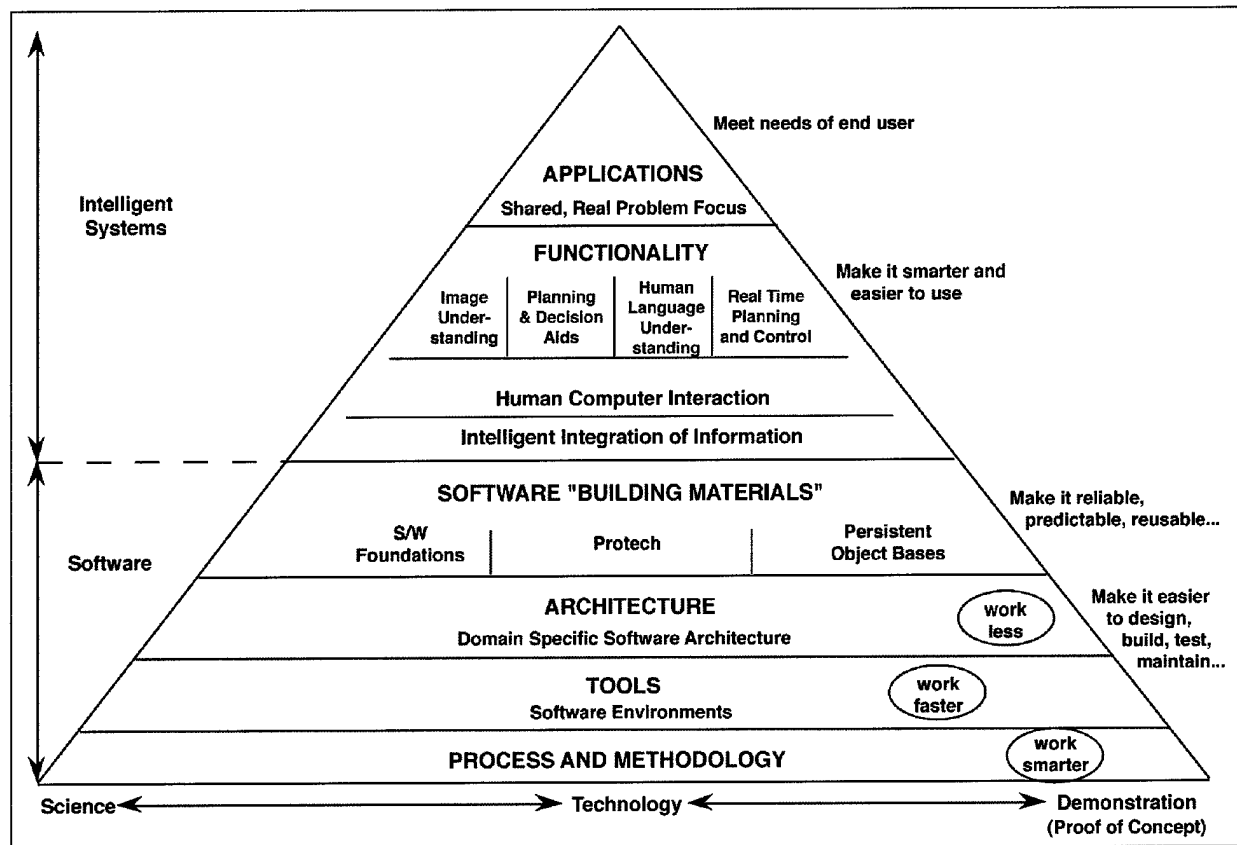 Meet needs of end user
APPLICATIONS
Shared, Real Problem Focus
Intelligent
Systems
FUNCTIONALITY
Make it smarter and
easier to use
Image
Under-
standing
Planning
& Decision
Aids
Human
Language
Under-
standing
Real Time
Planning
and Control
Human Computer Interaction
Intelligent Integration of Information
SOFTWARE "BUILDING MATERIALS"
Make it reliable,
predictable, reusable...
S/W
Foundations
Protech
Persistent
Object Bases
Software
ARCHITECTURE
Domain Specific Software Architecture
work
less
Make it easier
to design,
build, test,
maintain...
TOOLS
Software Environments
work
faster
PROCESS AND METHODOLOGY
work
smarter
Science
Technology
Demonstration
(Proof of Concept)